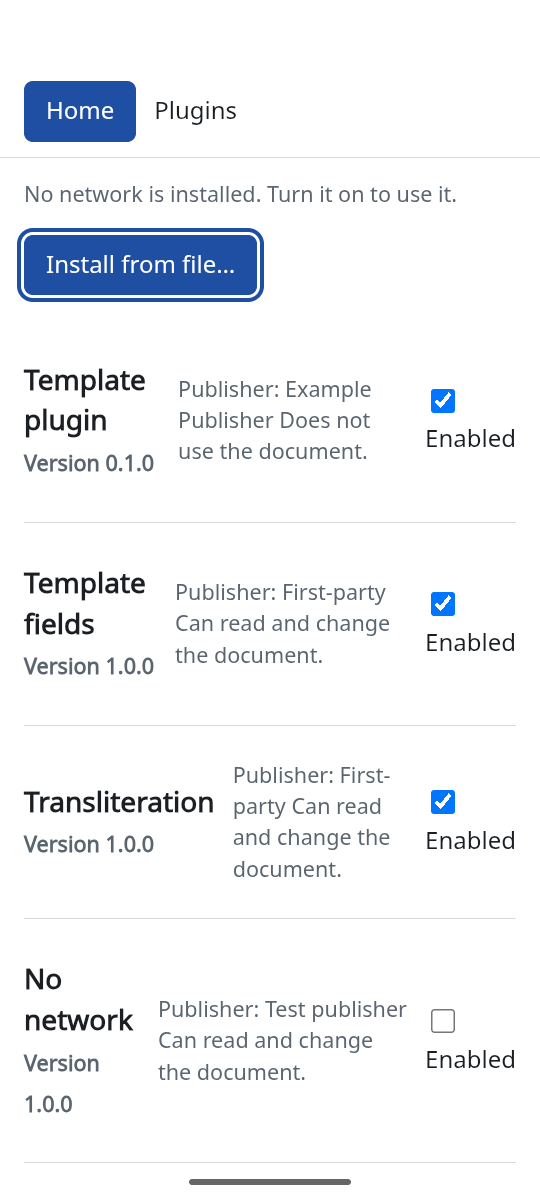 Home
Plugins
No network is installed. Turn it on to use it.
Install from file...
Template
plugin
Version 0.1.0
Publisher: Example
Publisher Does not
use the document.
Enabled
Template
fields
Version 1.0.0
Publisher: First-party
Can read and change
the document.
Enabled
Transliteration
Version 1.0.0
Publisher: First-
party Can read
and change the
document.
Enabled
No
network
Version
1.0.0
Publisher: Test publisher
Can read and change
the document.
Enabled